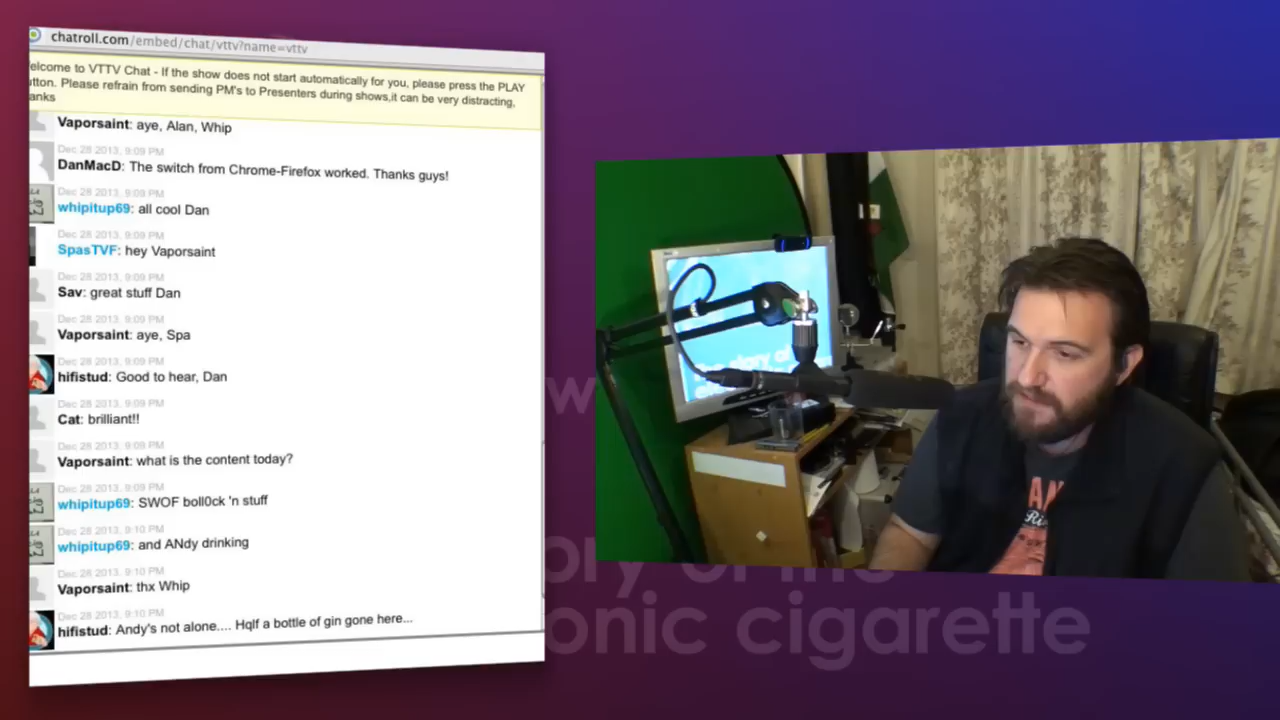 chatroll.com/embed/chat/vttv?name=vttv
elcome to VTTV Chat - If the show does not start automatically for you, please press the PLAY
utton. Please refrain from sending PM's to Presenters during shows,it can be very distracting,
anks
Vaporsaint: aye, Alan, Whip
Dec 28 2013, 9:09 PM
DanMacD: The switch from Chrome-Firefox worked. Thanks guys!
Dec 28 2013, 9:09 PM
whipitup69: all cool Dan
Dec 28 2013, 9:09 PM
SpasTVF: hey Vaporsaint
Dec 28 2013, 9:09 PM
Sav: great stuff Dan
Dec 28 2013, 9:09 PM
Vaporsaint: aye, Spa
Dec 28 2013, 9:09 PM
hifistud: Good to hear, Dan
Dec 28 2013, 9:09 PM
Cat: brilliant!!
Dec 28 2013, 9:09 PM
Vaporsaint: what is the content today?
Dec 28 2013, 9:09 PM
whipitup69: SWOF boll0ck 'n stuff
Dec 28 2013, 9:10 PM
whipitup69: and ANdy drinking
Dec 28 2013, 9:10 PM
Vaporsaint: thx Whip
Dec 28 2013, 9:10 PM
hifistud: Andy's not alone.... Hqlf a bottle of gin gone here...
story of
w
ory of the
onic cigarette
AN
Ri